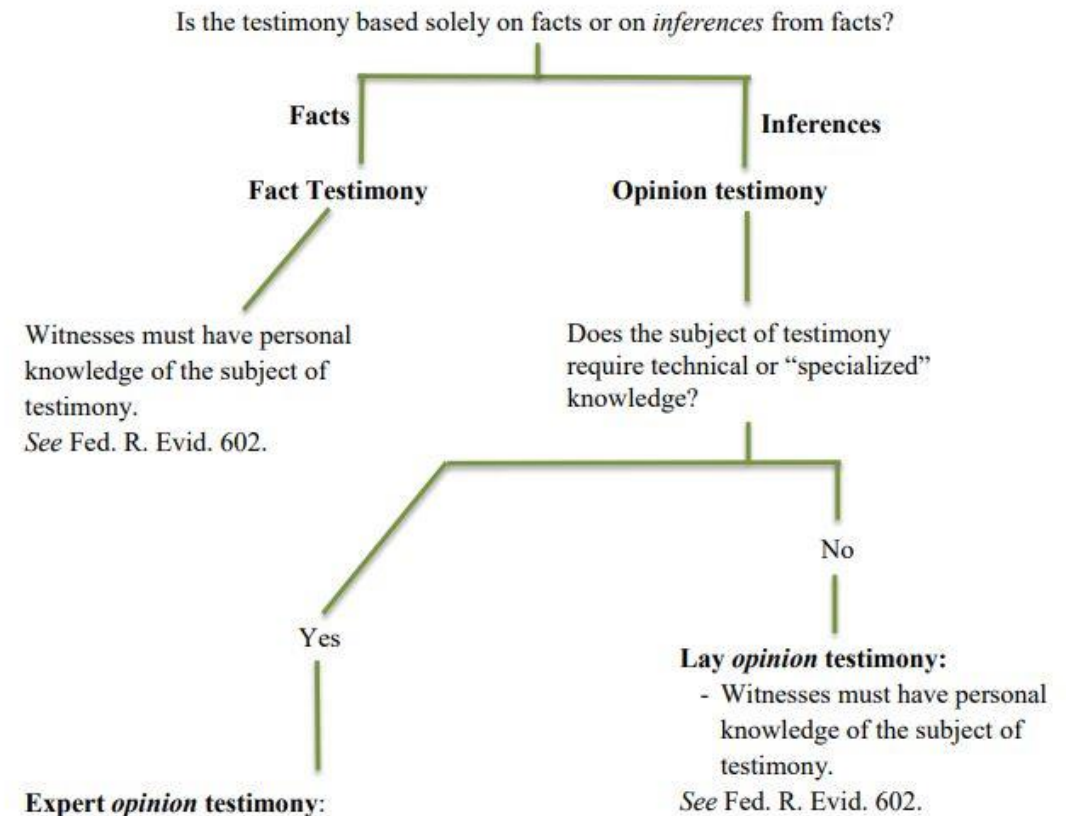 Is the testimony based solely on facts or on inferences from facts?
Facts
Inferences
Fact Testimony
Opinion testimony
Witnesses must have personal
knowledge of the subject of
testimony.
See Fed. R. Evid. 602.
Does the subject of testimony
require technical or “specialized”
knowledge?
No
Yes
Lay opinion testimony:
- Witnesses must have personal
knowledge of the subject of
testimony.
See Fed. R. Evid. 602.
Expert opinion testimony: